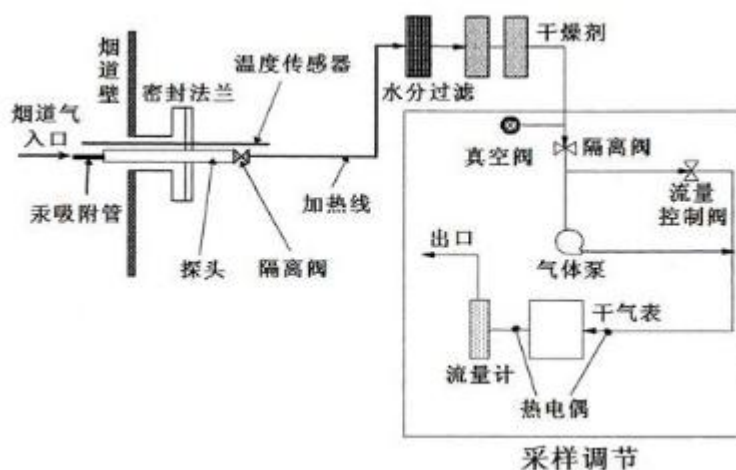 烟道壁
烟道气
入口
密封法兰
温度传感器
汞吸附管
探头
隔离阀
加热线
水分过滤
干燥剂
真空阀
隔离阀
流量
控制阀
气体泵
出口
干气表
流量计
热电偶
采样调节